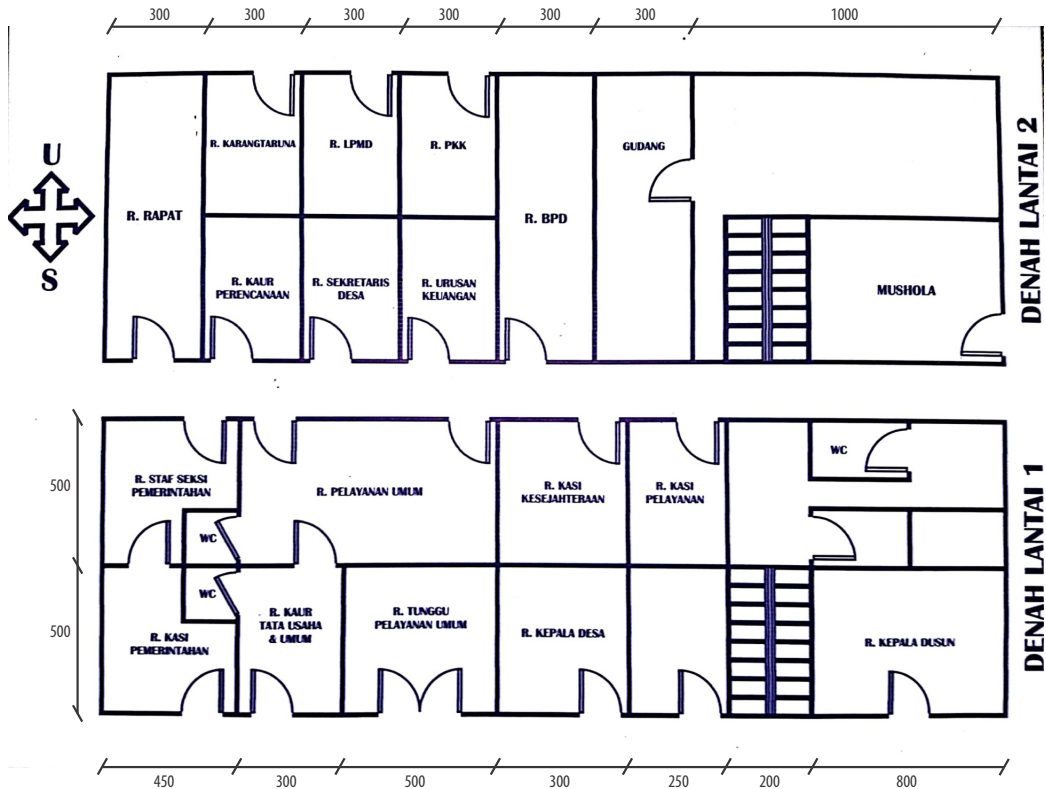 300 300 300 300 300 300 1000
U
S
R. RAPAT
R. KARANGTARUNA
R. LPMD
R. PKK
R. KAUR
PERENCANAAN
R. SEKRETARIS
DESA
R. URUSAN
KEUANGAN
R. BPD
GUDANG
MUSHOLA
DENAH LANTAI 2
500
500
R. STAF SEKSI
PEMERINTAHAN
WC
WC
R. KASI
PEMERINTAHAN
R. PELAYANAN UMUM
R. KAUR
TATA USAHA
& UMUM
R. TUNGGU
PELAYANAN UMUM
R. KASI
KESEJAHTERAAN
R. KASI
PELAYANAN
R. KEPALA DESA
WC
R. KEPALA DUSUN
DENAH LANTAI 1
450 300 500 300 250 200 800